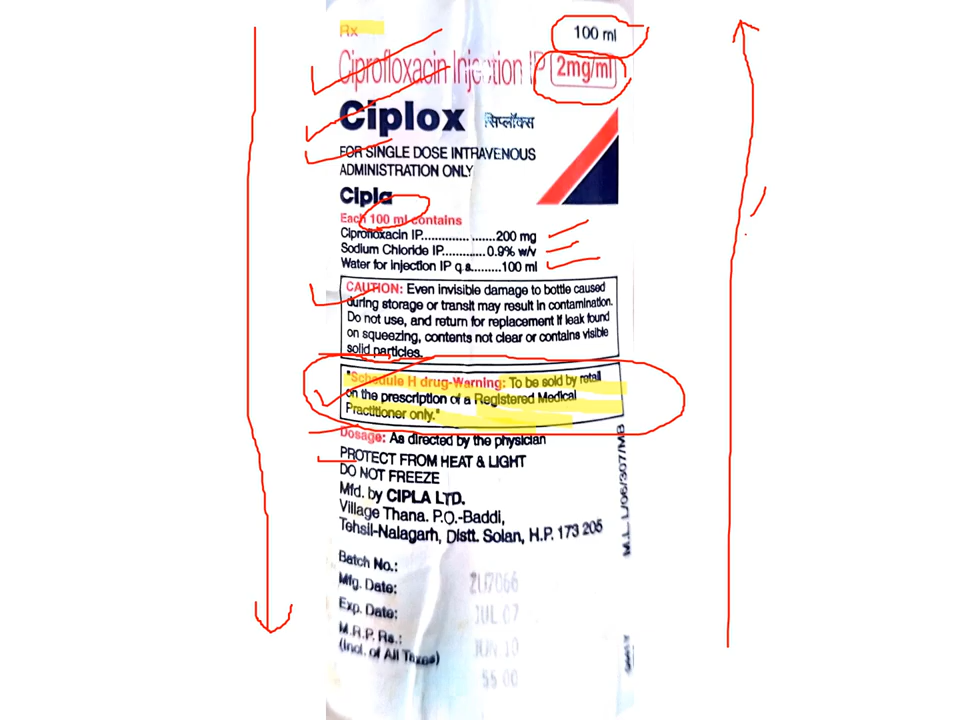 Rx
100 ml
Ciprofloxacin Injection IP 2mg/ml
Ciplox सिप्लॉक्स
FOR SINGLE DOSE INTRAVENOUS
ADMINISTRATION ONLY
Cipla
Each 100 ml contains
Ciprofloxacin IP.....................200 mg
Sodium Chloride IP............0.9% w/v
Water for injection IP q.s.........100 ml
CAUTION: Even invisible damage to bottle caused
during storage or transit may result in contamination.
Do not use, and return for replacement if leak found
on squeezing, contents not clear or contains visible
solid particles.
"Schedule H drug-Warning: To be sold by retail
on the prescription of a Registered Medical
Practitioner only."
Dosage: As directed by the physician
PROTECT FROM HEAT & LIGHT
DO NOT FREEZE
Mfd. by CIPLA LTD.
Village Thana. P.O.-Baddi,
Tehsil-Nalagarh, Distt. Solan, H.P. 173 205
M.L. L/06/307/MB
Batch No.: ZU7066
Mfg. Date: JUL 07
Exp. Date: JUN 10
M.R.P. Rs.: 55 00
(Incl. of All Taxes)